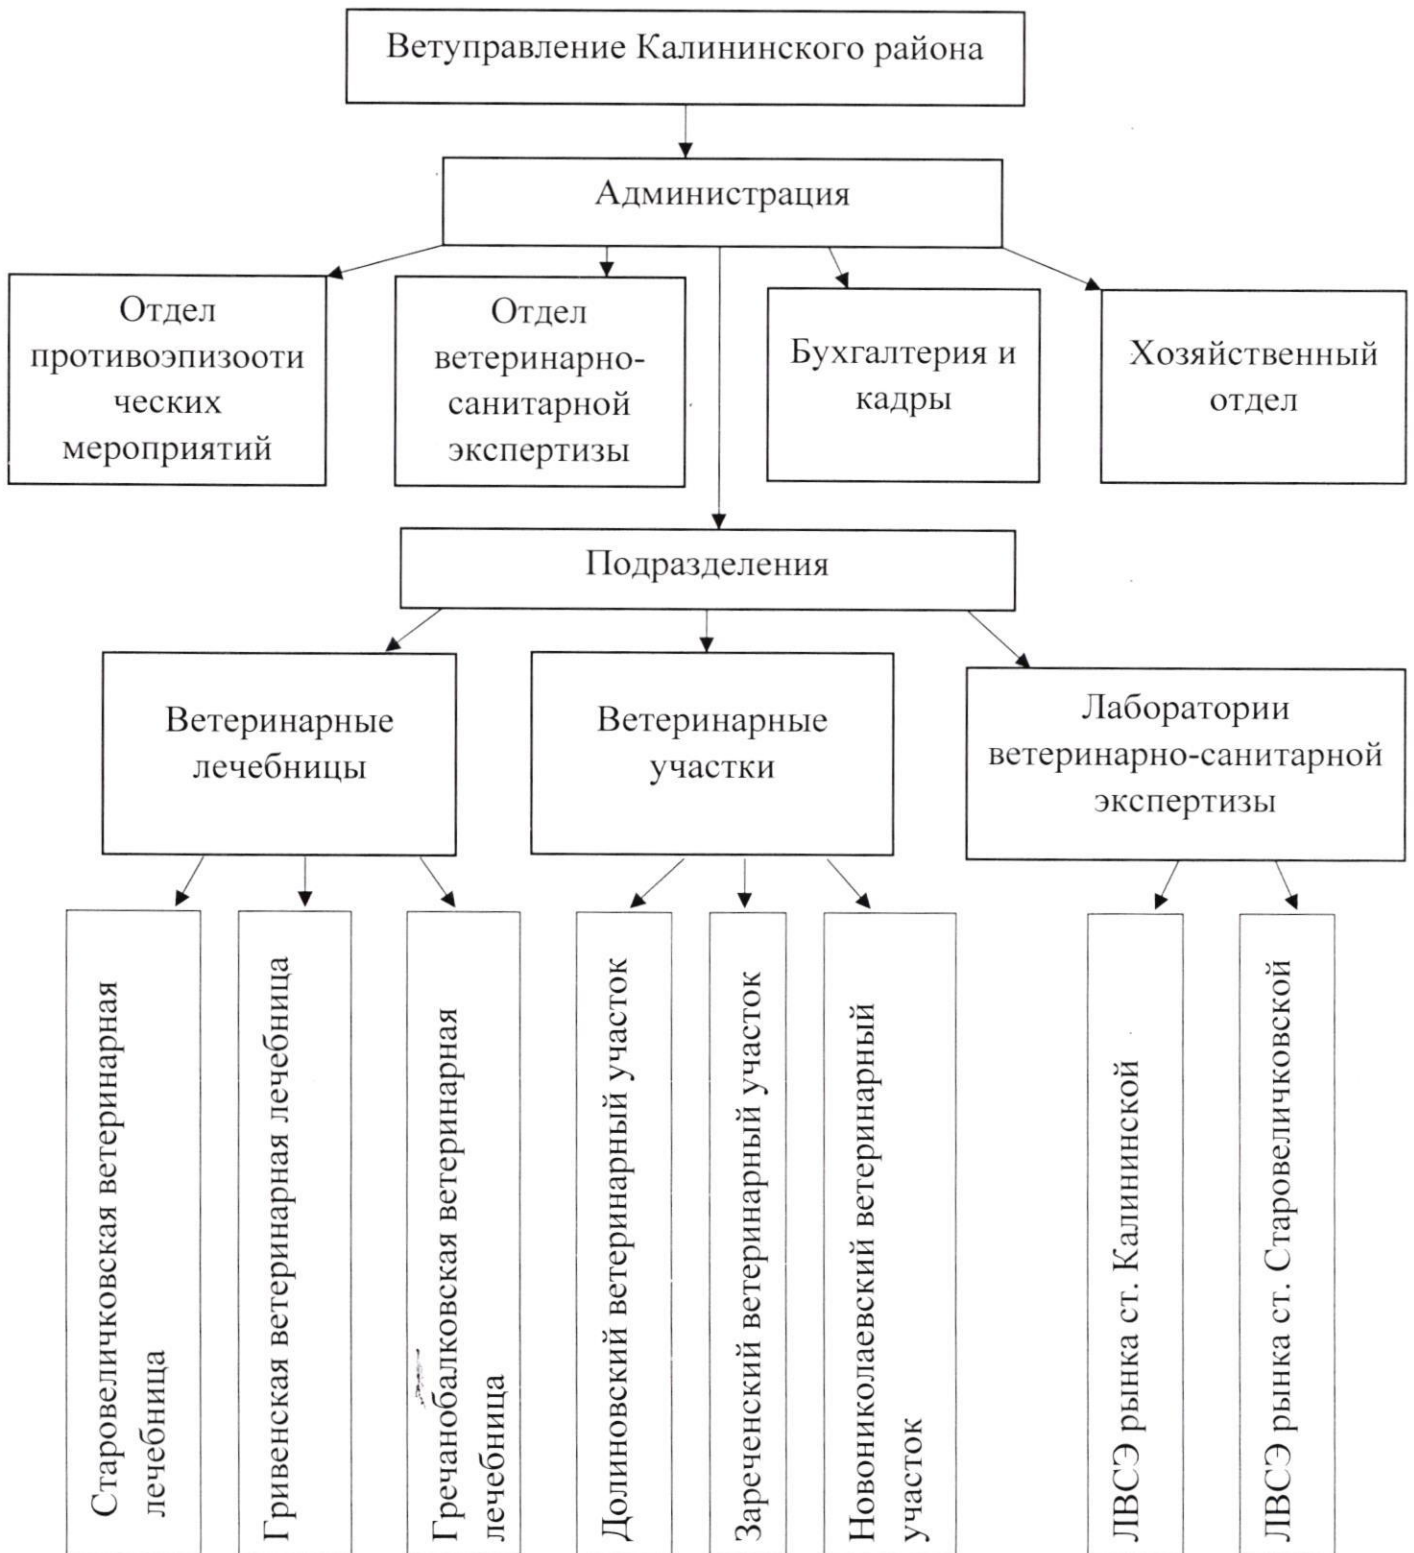 Ветуправление Калининского района
Администрация
Отдел
противоэпизооти
ческих
мероприятий
Отдел
ветеринарно-
санитарной
экспертизы
Бухгалтерия и
кадры
Хозяйственный
отдел
Подразделения
Ветеринарные
лечебницы
Ветеринарные
участки
Лаборатории
ветеринарно-санитарной
экспертизы
Старовеличковская ветеринарная
лечебница
Гривенская ветеринарная лечебница
Гречанобалковская ветеринарная
лечебница
Долиновский ветеринарный участок
Зареченский ветеринарный участок
Новониколаевский ветеринарный
участок
ЛВСЭ рынка ст. Калининской
ЛВСЭ рынка ст. Старовеличковской